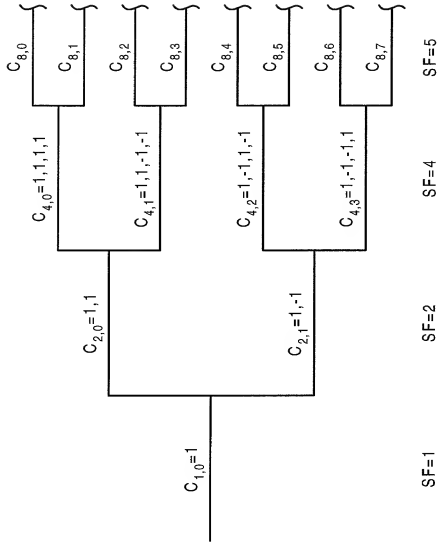 C1,0=1
C2,0=1,1
C2,1=1,-1
C4,0=1,1,1,1
C4,1=1,1,-1,-1
C4,2=1,-1,1,-1
C4,3=1,-1,-1,1
C8,0
C8,1
C8,2
C8,3
C8,4
C8,5
C8,6
C8,7
SF=1
SF=2
SF=4
SF=5